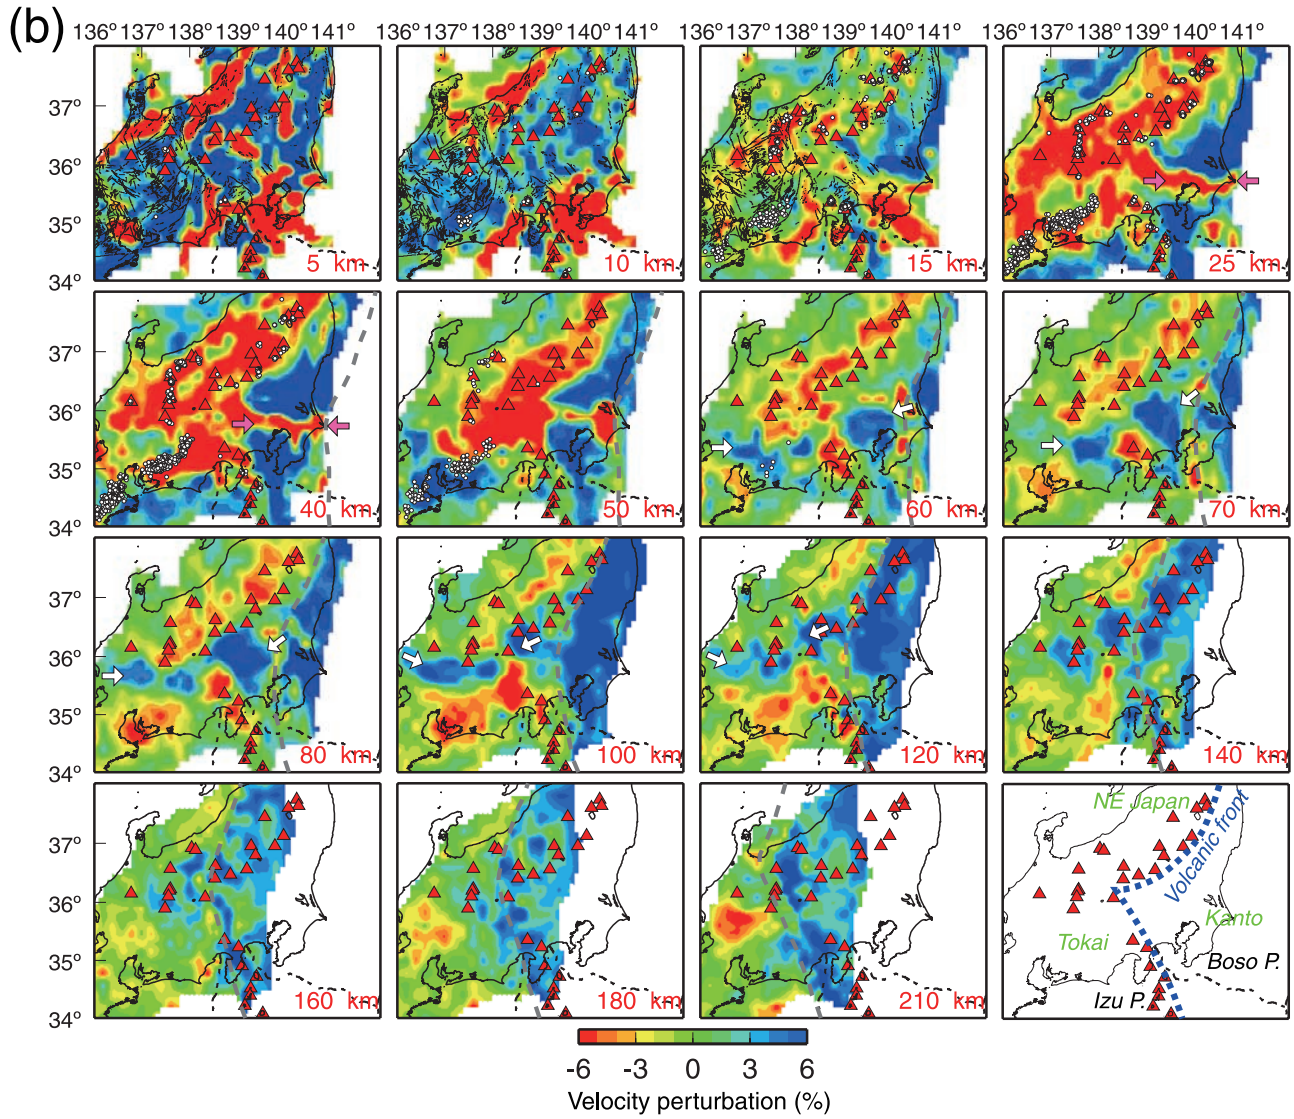 (b)
136° 137° 138° 139° 140° 141°
136° 137° 138° 139° 140° 141°
136° 137° 138° 139° 140° 141°
136° 137° 138° 139° 140° 141°
37°
36°
35°
34°
5 km
10 km
15 km
25 km
37°
36°
35°
34°
40 km
50 km
60 km
70 km
37°
36°
35°
34°
80 km
100 km
120 km
140 km
37°
36°
35°
34°
160 km
180 km
210 km
NE Japan
Volcanic front
Kanto
Tokai
Boso P.
Izu P.
-6 -3 0 3 6
Velocity perturbation (%)